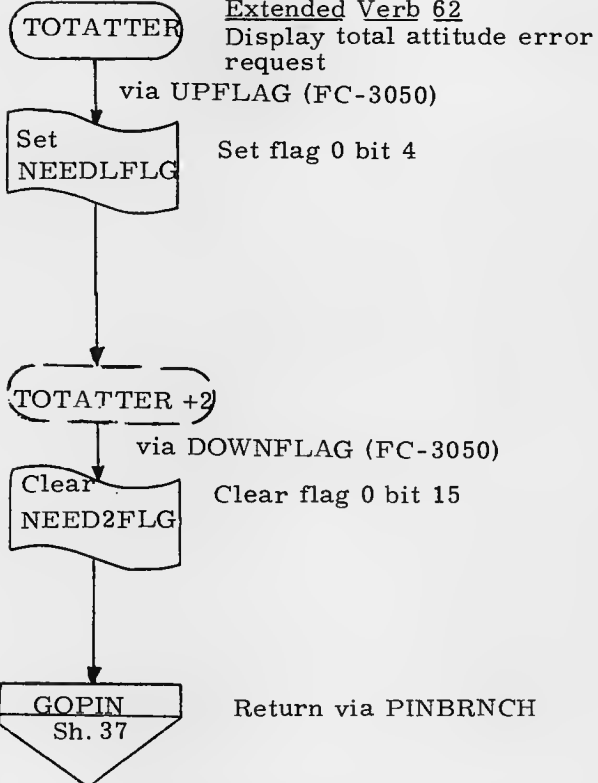 Extended Verb 62
TOTATTER
Display total attitude error
request
via UPFLAG (FC-3050)
Set
NEEDLFLG
Set flag 0 bit 4
TOTATTER +2
via DOWNFLAG (FC-3050)
Clear
NEED2FLG
Clear flag 0 bit 15
GOPIN
Sh. 37
Return via PINBRNCH